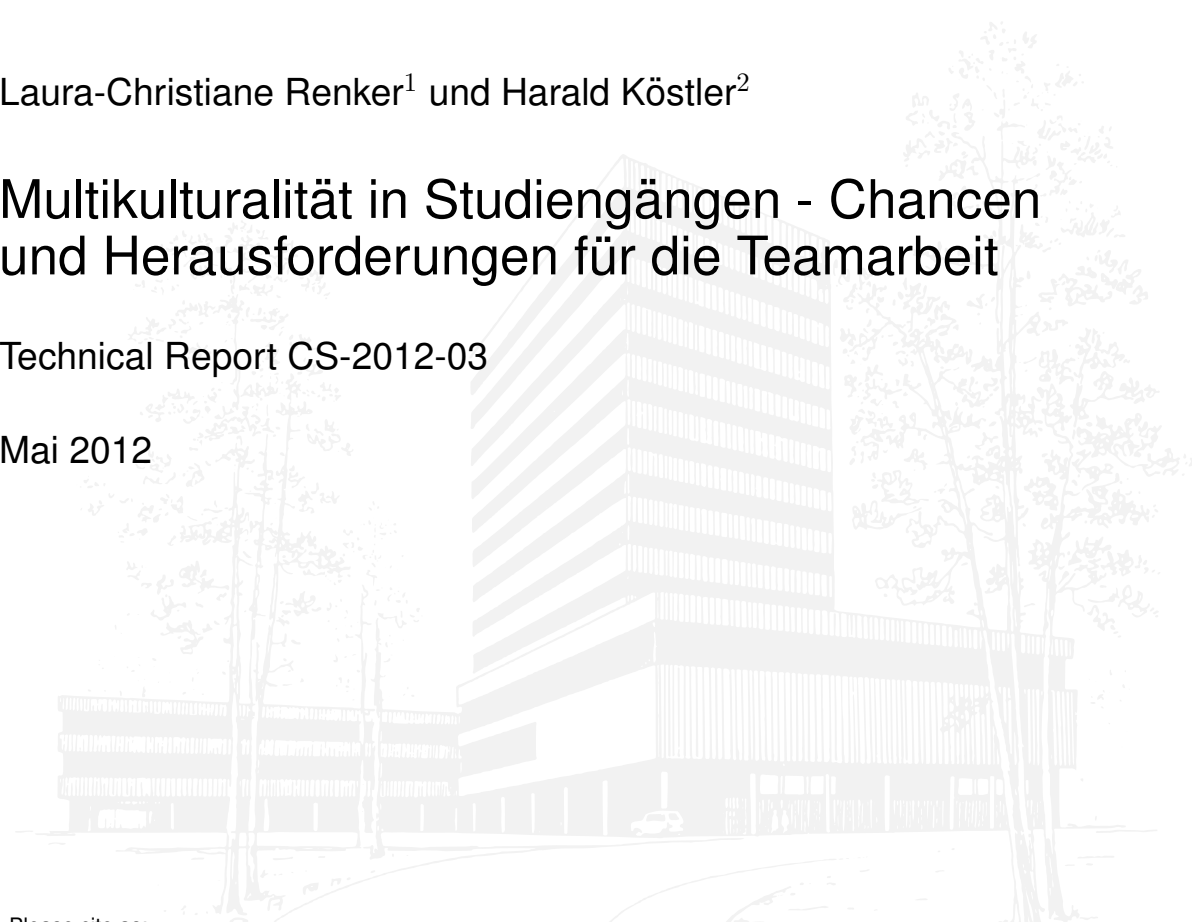 Laura-Christiane Renker¹ und Harald Köstler²
Multikulturalität in Studiengängen - Chancen
und Herausforderungen für die Teamarbeit
Technical Report CS-2012-03
Mai 2012